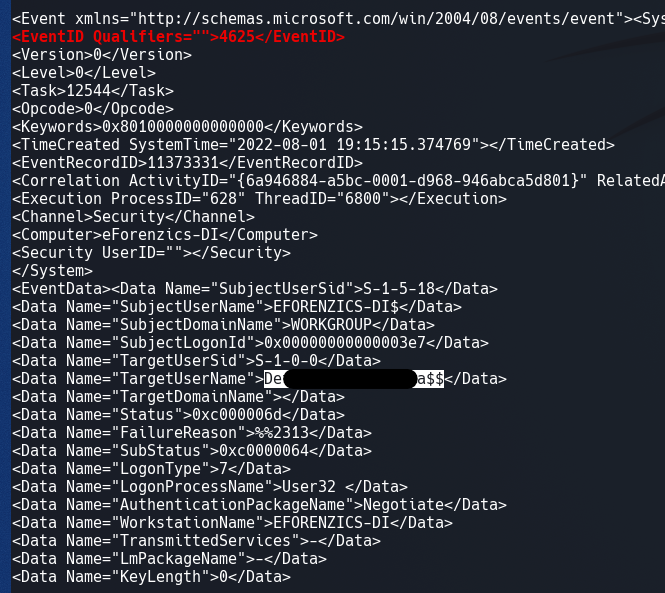 <Event xmlns="http://schemas.microsoft.com/win/2004/08/events/event"><Sys
<EventID Qualifiers="">4625</EventID>
<Version>0</Version>
<Level>0</Level>
<Task>12544</Task>
<Opcode>0</Opcode>
<Keywords>0x8010000000000000</Keywords>
<TimeCreated SystemTime="2022-08-01 19:15:15.374769"></TimeCreated>
<EventRecordID>11373331</EventRecordID>
<Correlation ActivityID="{6a946884-a5bc-0001-d968-946abca5d801}" RelatedA
<Execution ProcessID="628" ThreadID="6800"></Execution>
<Channel>Security</Channel>
<Computer>eForenzics-DI</Computer>
<Security UserID=""></Security>
</System>
<EventData><Data Name="SubjectUserSid">S-1-5-18</Data>
<Data Name="SubjectUserName">EFORENZICS-DI$</Data>
<Data Name="SubjectDomainName">WORKGROUP</Data>
<Data Name="SubjectLogonId">0x00000000000003e7</Data>
<Data Name="TargetUserSid">S-1-0-0</Data>
<Data Name="TargetUserName">De a$$</Data>
<Data Name="TargetDomainName"></Data>
<Data Name="Status">0xc000006d</Data>
<Data Name="FailureReason">%%2313</Data>
<Data Name="SubStatus">0xc0000064</Data>
<Data Name="LogonType">7</Data>
<Data Name="LogonProcessName">User32 </Data>
<Data Name="AuthenticationPackageName">Negotiate</Data>
<Data Name="WorkstationName">EFORENZICS-DI</Data>
<Data Name="TransmittedServices">-</Data>
<Data Name="LmPackageName">-</Data>
<Data Name="KeyLength">0</Data>